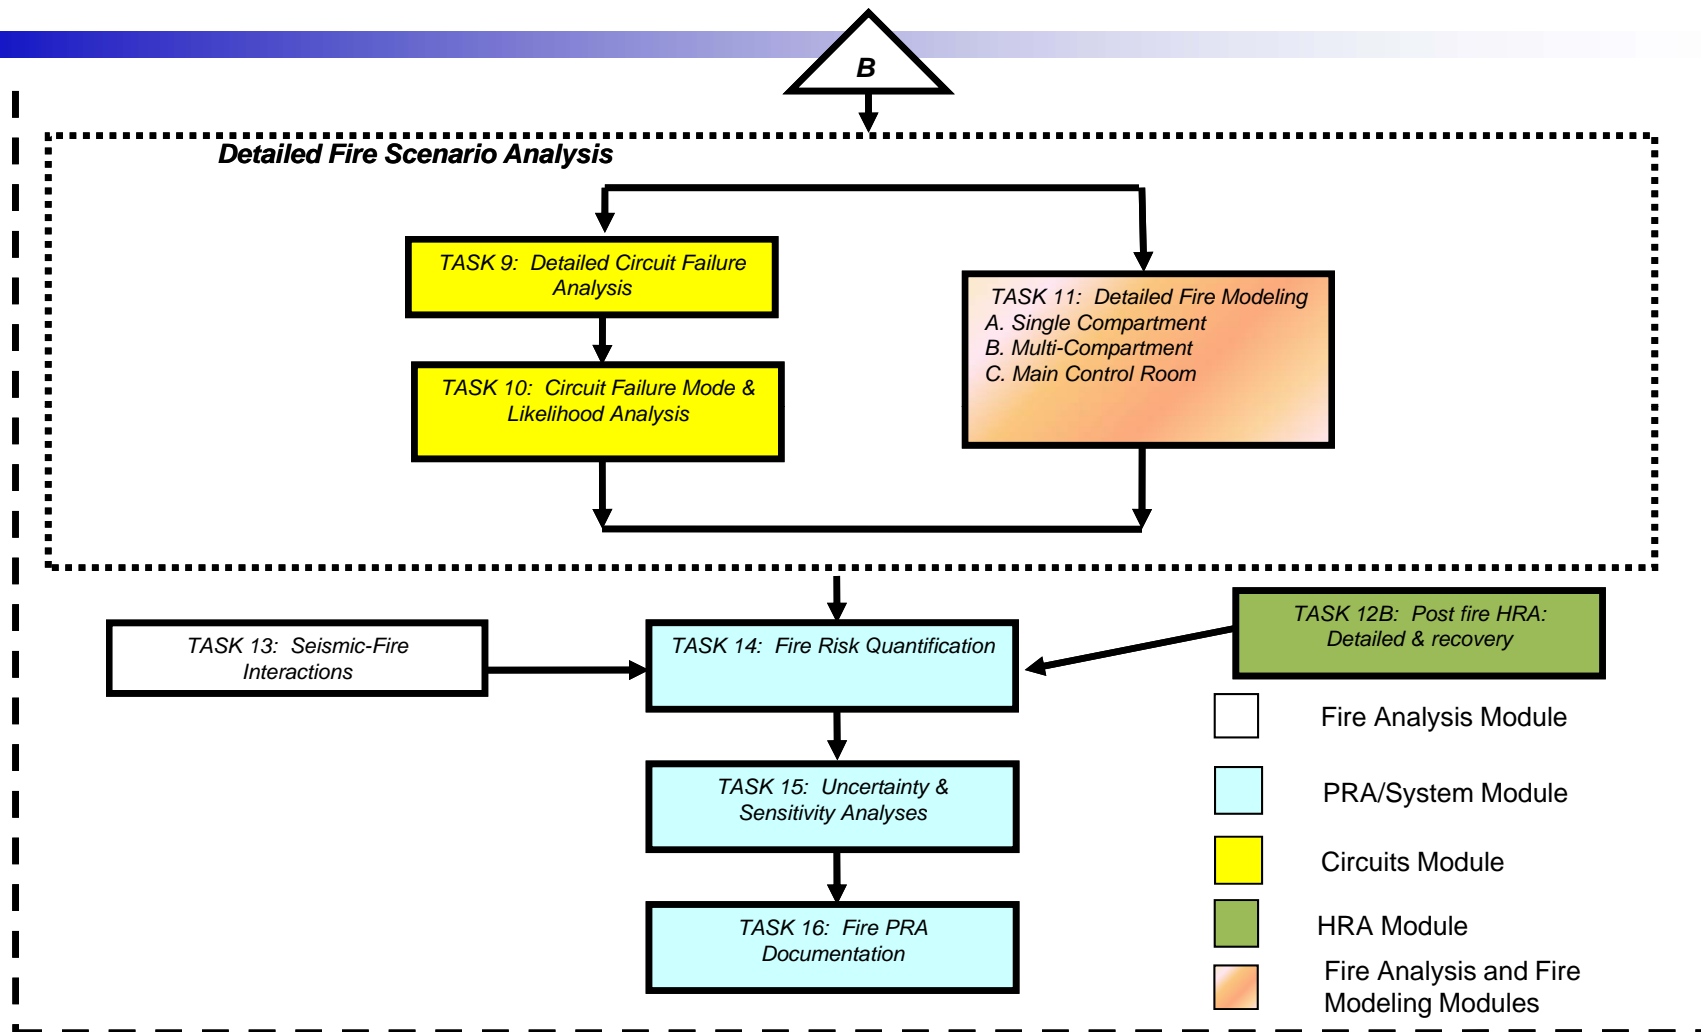 B
Detailed Fire Scenario Analysis
TASK 9: Detailed Circuit Failure
Analysis
TASK 10: Circuit Failure Mode &
Likelihood Analysis
TASK 11: Detailed Fire Modeling
A. Single Compartment
B. Multi-Compartment
C. Main Control Room
TASK 13: Seismic-Fire
Interactions
TASK 14: Fire Risk Quantification
TASK 12B: Post fire HRA:
Detailed & recovery
TASK 15: Uncertainty &
Sensitivity Analyses
TASK 16: Fire PRA
Documentation
Fire Analysis Module
PRA/System Module
Circuits Module
HRA Module
Fire Analysis and Fire
Modeling Modules